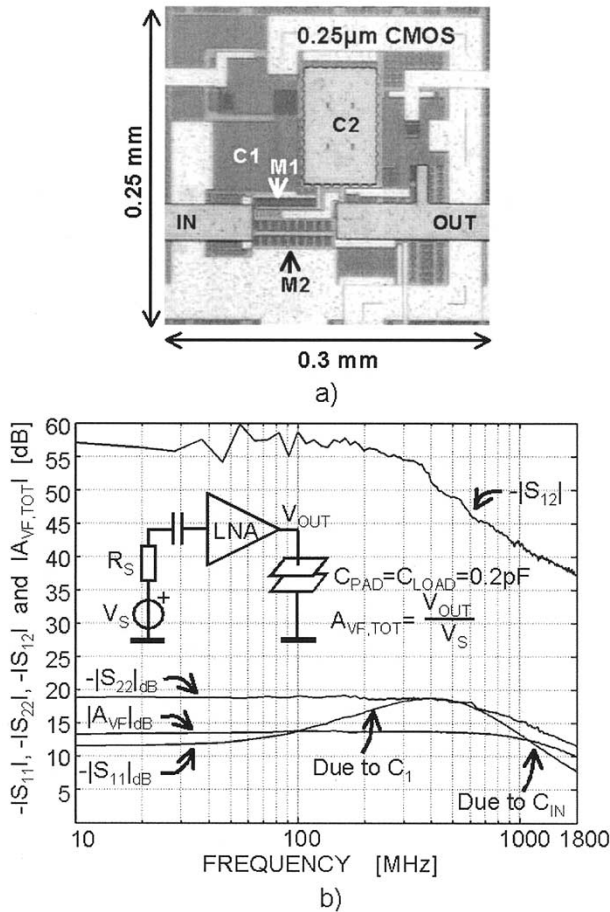 0.25µm CMOS
C2
C1
M1
IN
OUT
M2
0.25 mm
0.3 mm
a)
-|S11|, -|S22|, -|S12| and |AVF,TOT| [dB]
60
55
50
45
40
35
30
25
20
15
10
5
-|S12|
LNA
VOUT
RS
VS
+
CPAD=CLOAD=0.2pF
AVF,TOT= VOUT
VS
-|S22|dB
|AVF|dB
-|S11|dB
Due to C1
Due to CIN
10
100
1000
1800
FREQUENCY [MHz]
b)